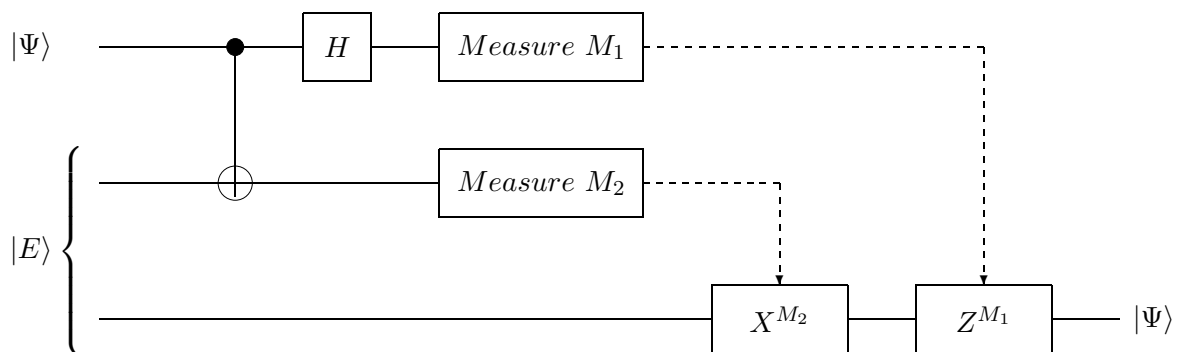 |Ψ⟩ H Measure M₁
Measure M₂
|E⟩
X^{M₂} Z^{M₁} |Ψ⟩